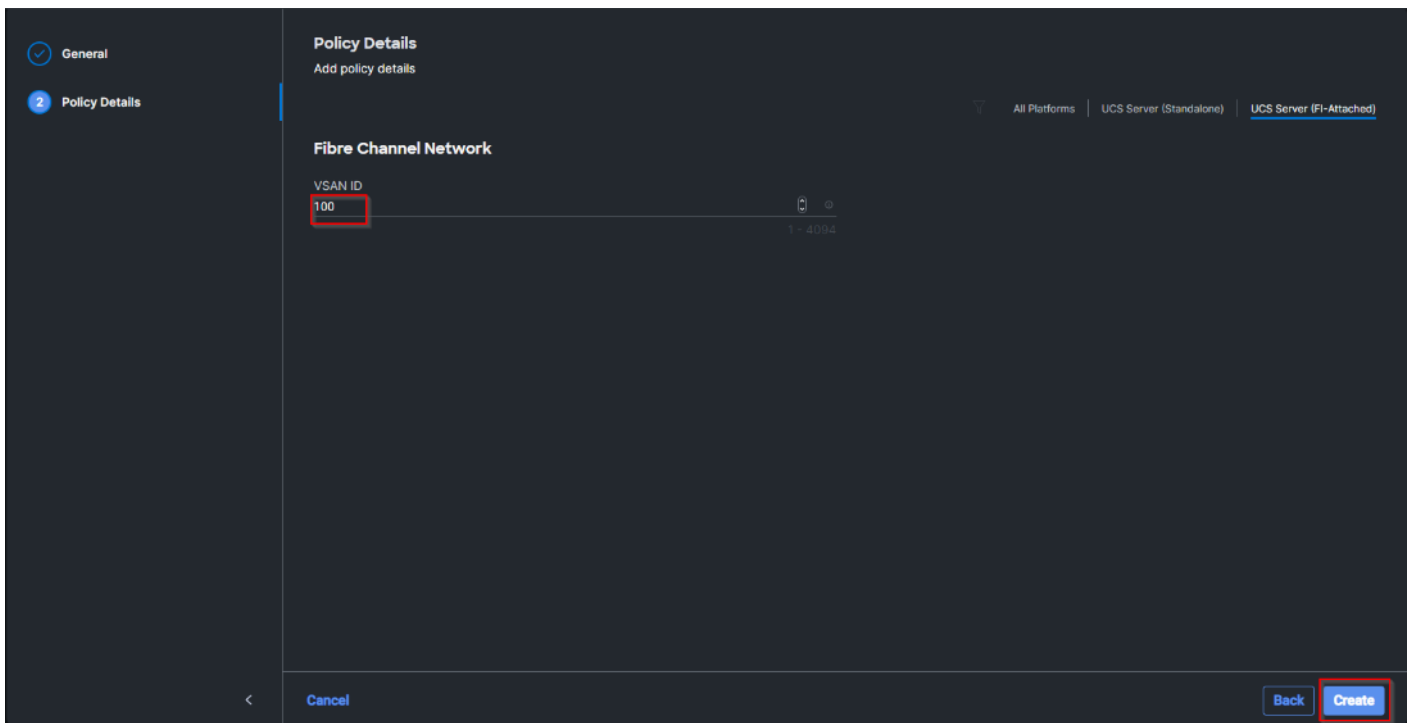 General
2 Policy Details
Policy Details
Add policy details
All Platforms | UCS Server (Standalone) | UCS Server (FI-Attached)
Fibre Channel Network
VSAN ID
100
1 - 4094
Cancel
Back
Create